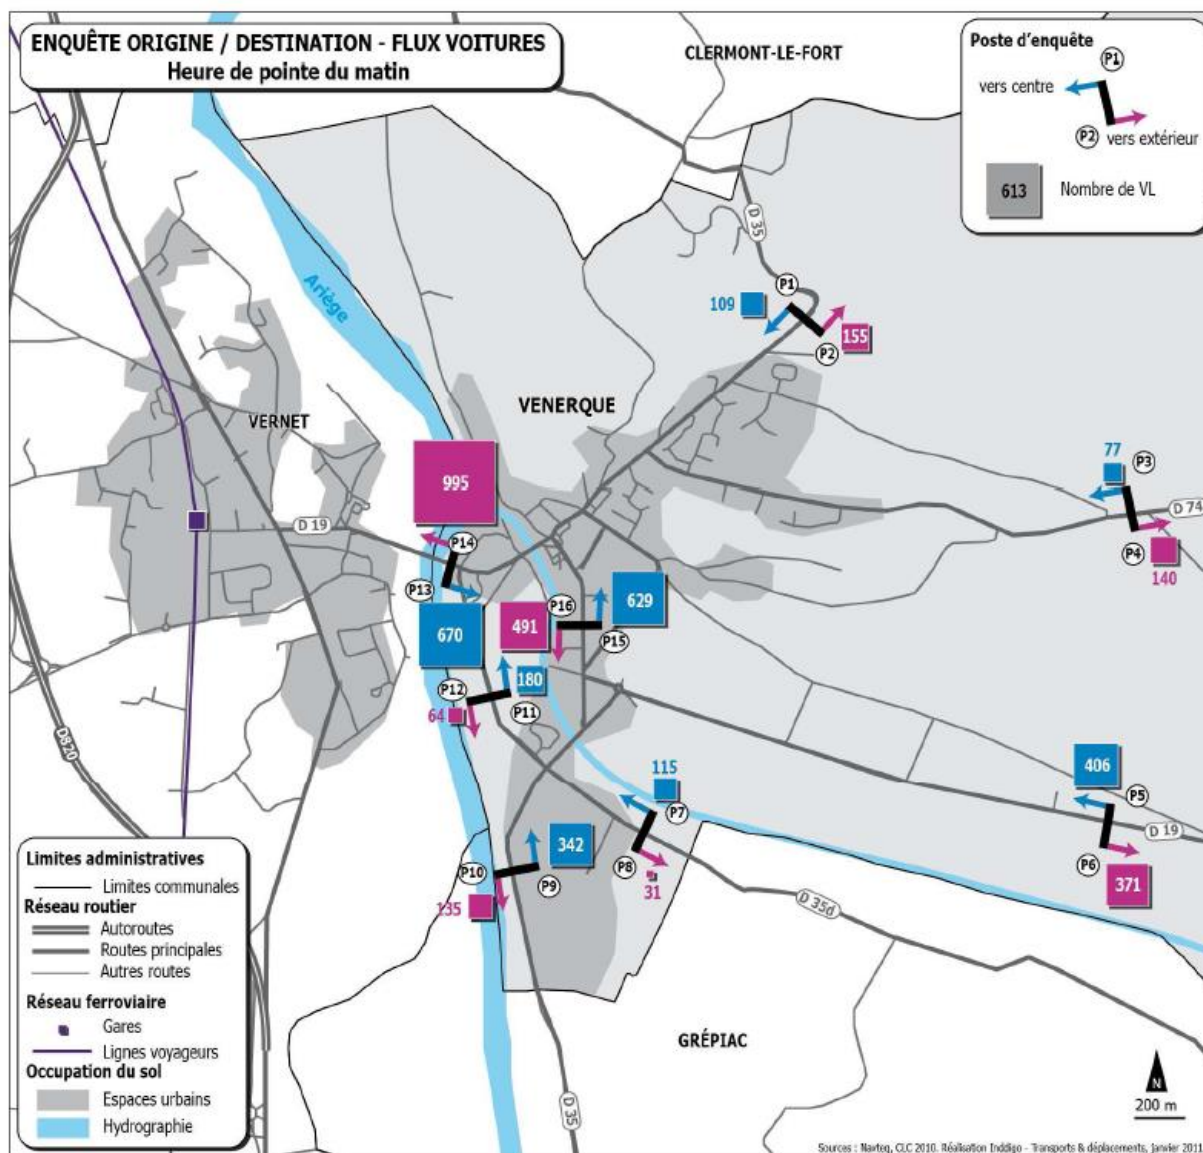 ENQUÊTE ORIGINE / DESTINATION - FLUX VOITURES
Heure de pointe du matin
CLERMONT-LE-FORT
Poste d'enquête
P1
vers centre
P2
vers extérieur
613
Nombre de VL
D 35
Ariège
P1
109
P2
155
VENERQUE
VERNET
77
P3
D 74
P4
140
995
D 19
P14
P13
670
491
P16
629
P15
P12
180
64
P11
D820
115
P7
406
P5
D 19
P6
371
342
P8
31
P10
P9
135
D 35d
GRÉPIAC
D 35
Limites administratives
Limites communales
Réseau routier
Autoroutes
Routes principales
Autres routes
Réseau ferroviaire
Gares
Lignes voyageurs
Occupation du sol
Espaces urbains
Hydrographie
N
200 m
Sources : Navteq, CLC 2010. Réalisation Inddigo - Transports & déplacements, janvier 2011